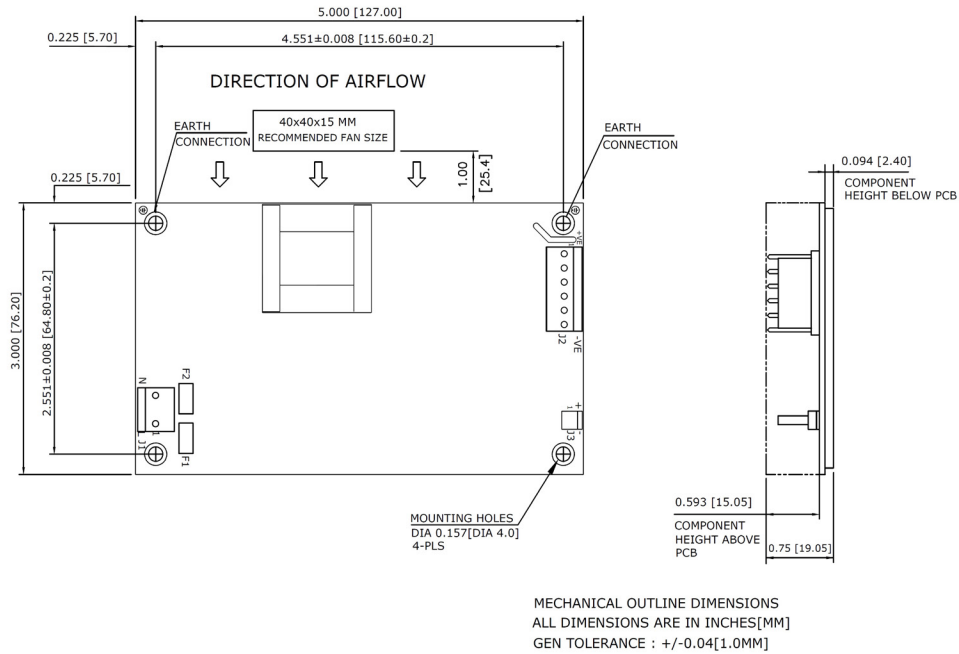 5.000 [127.00]
0.225 [5.70]
4.551±0.008 [115.60±0.2]
DIRECTION OF AIRFLOW
40x40x15 MM
RECOMMENDED FAN SIZE
EARTH
CONNECTION
EARTH
CONNECTION
1.00
[25.4]
0.225 [5.70]
0.094 [2.40]
COMPONENT
HEIGHT BELOW PCB
3.000 [76.20]
2.551±0.008 [64.80±0.2]
+VE
1
J2
-VE
N
F2
1
J1
F1
+
1
-
J3
MOUNTING HOLES
DIA 0.157[DIA 4.0]
4-PLS
0.593 [15.05]
COMPONENT
HEIGHT ABOVE
PCB
0.75 [19.05]
MECHANICAL OUTLINE DIMENSIONS
ALL DIMENSIONS ARE IN INCHES[MM]
GEN TOLERANCE : +/-0.04[1.0MM]